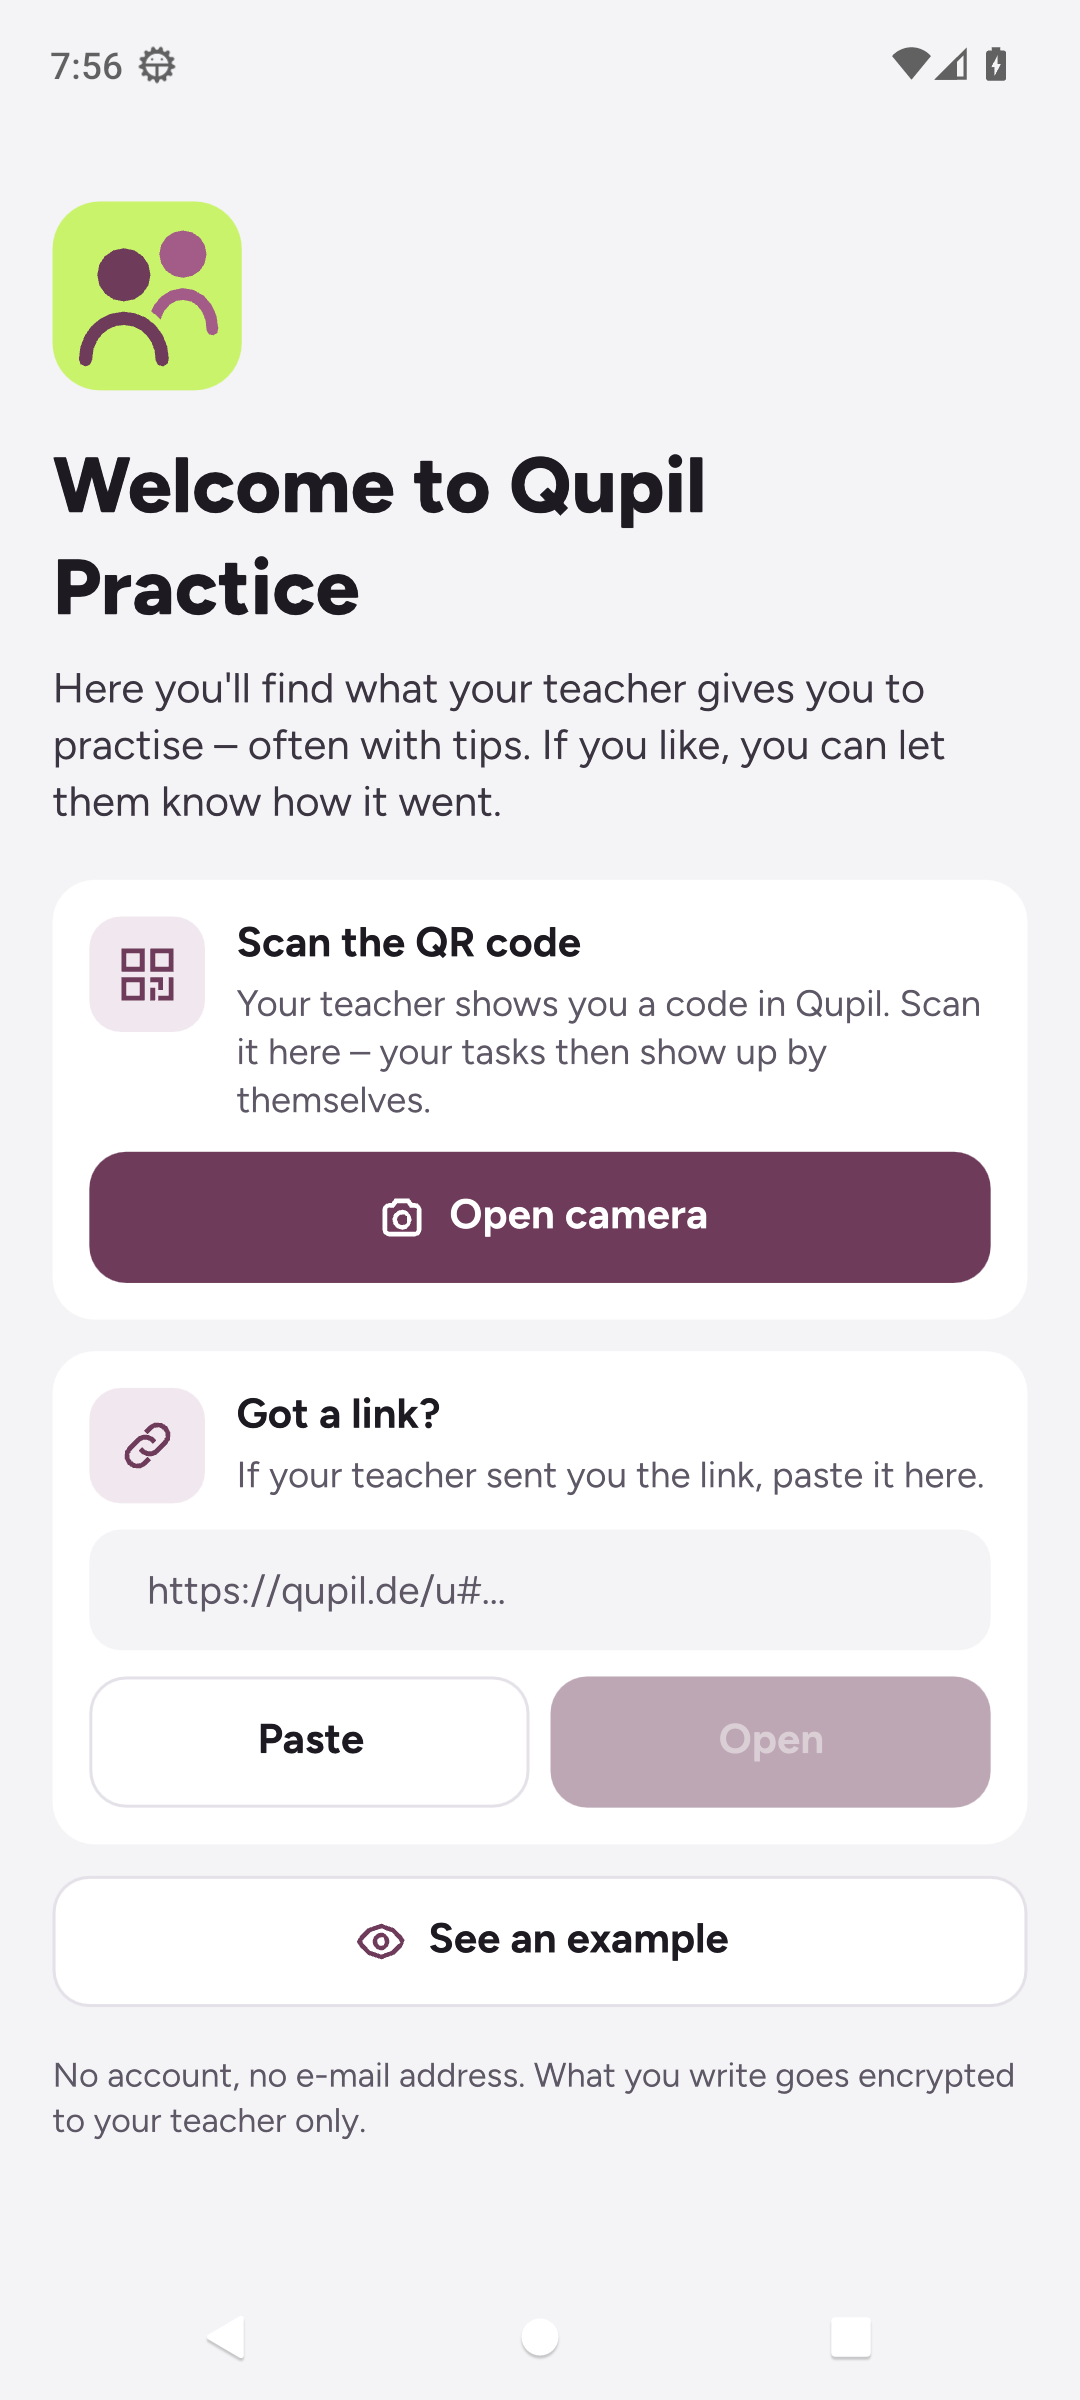 7:56
Welcome to Qupil
Practice
Here you'll find what your teacher gives you to
practise – often with tips. If you like, you can let
them know how it went.
Scan the QR code
Your teacher shows you a code in Qupil. Scan
it here – your tasks then show up by
themselves.
Open camera
Got a link?
If your teacher sent you the link, paste it here.
https://qupil.de/u#...
Paste
Open
See an example
No account, no e-mail address. What you write goes encrypted
to your teacher only.